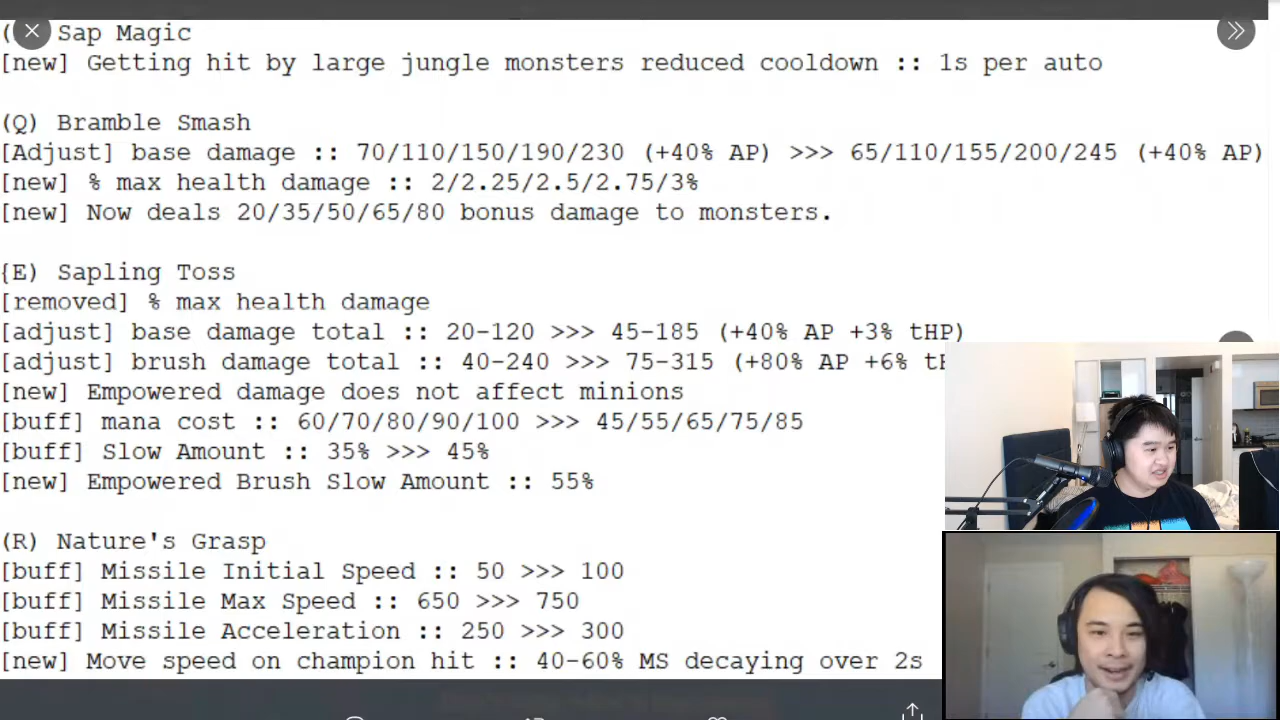 ( Sap Magic
[new] Getting hit by large jungle monsters reduced cooldown :: 1s per auto
(Q) Bramble Smash
[Adjust] base damage :: 70/110/150/190/230 (+40% AP) >>> 65/110/155/200/245 (+40% AP)
[new] % max health damage :: 2/2.25/2.5/2.75/3%
[new] Now deals 20/35/50/65/80 bonus damage to monsters.
{E) Sapling Toss
[removed] % max health damage
[adjust] base damage total :: 20-120 >>> 45-185 (+40% AP +3% tHP)
[adjust] brush damage total :: 40-240 >>> 75-315 (+80% AP +6%
[new] Empowered damage does not affect minions
[buff] mana cost :: 60/70/80/90/100 >>> 45/55/65/75/85
[buff] Slow Amount :: 35% >>> 45%
[new] Empowered Brush Slow Amount :: 55%
(R) Nature's Grasp
[buff] Missile Initial Speed :: 50 >>> 100
[buff] Missile Max Speed :: 650 >>> 750
[buff] Missile Acceleration :: 250 >>> 300
[new] Move speed on champion hit :: 40-60% MS decaying over 2s